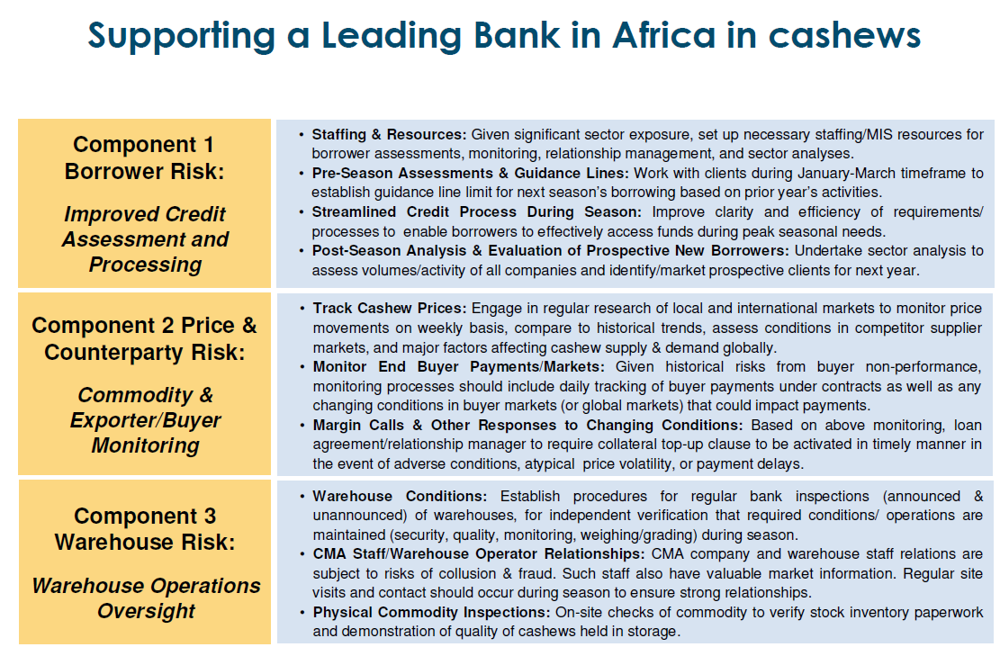 Supporting a Leading Bank in Africa in cashews
Component 1
Borrower Risk:
Improved Credit
Assessment and
Processing
• Staffing & Resources: Given significant sector exposure, set up necessary staffing/MIS resources for
borrower assessments, monitoring, relationship management, and sector analyses.
• Pre-Season Assessments & Guidance Lines: Work with clients during January-March timeframe to
establish guidance line limit for next season's borrowing based on prior year's activities.
• Streamlined Credit Process During Season: Improve clarity and efficiency of requirements/
processes to enable borrowers to effectively access funds during peak seasonal needs.
• Post-Season Analysis & Evaluation of Prospective New Borrowers: Undertake sector analysis to
assess volumes/activity of all companies and identify/market prospective clients for next year.
Component 2 Price &
Counterparty Risk:
Commodity &
Exporter/Buyer
Monitoring
• Track Cashew Prices: Engage in regular research of local and international markets to monitor price
movements on weekly basis, compare to historical trends, assess conditions in competitor supplier
markets, and major factors affecting cashew supply & demand globally.
• Monitor End Buyer Payments/Markets: Given historical risks from buyer non-performance,
monitoring processes should include daily tracking of buyer payments under contracts as well as any
changing conditions in buyer markets (or global markets) that could impact payments.
• Margin Calls & Other Responses to Changing Conditions: Based on above monitoring, loan
agreement/relationship manager to require collateral top-up clause to be activated in timely manner in
the event of adverse conditions, atypical price volatility, or payment delays.
Component 3
Warehouse Risk:
Warehouse Operations
Oversight
• Warehouse Conditions: Establish procedures for regular bank inspections (announced &
unannounced) of warehouses, for independent verification that required conditions/ operations are
maintained (security, quality, monitoring, weighing/grading) during season.
• CMA Staff/Warehouse Operator Relationships: CMA company and warehouse staff relations are
subject to risks of collusion & fraud. Such staff also have valuable market information. Regular site
visits and contact should occur during season to ensure strong relationships.
• Physical Commodity Inspections: On-site checks of commodity to verify stock inventory paperwork
and demonstration of quality of cashews held in storage.